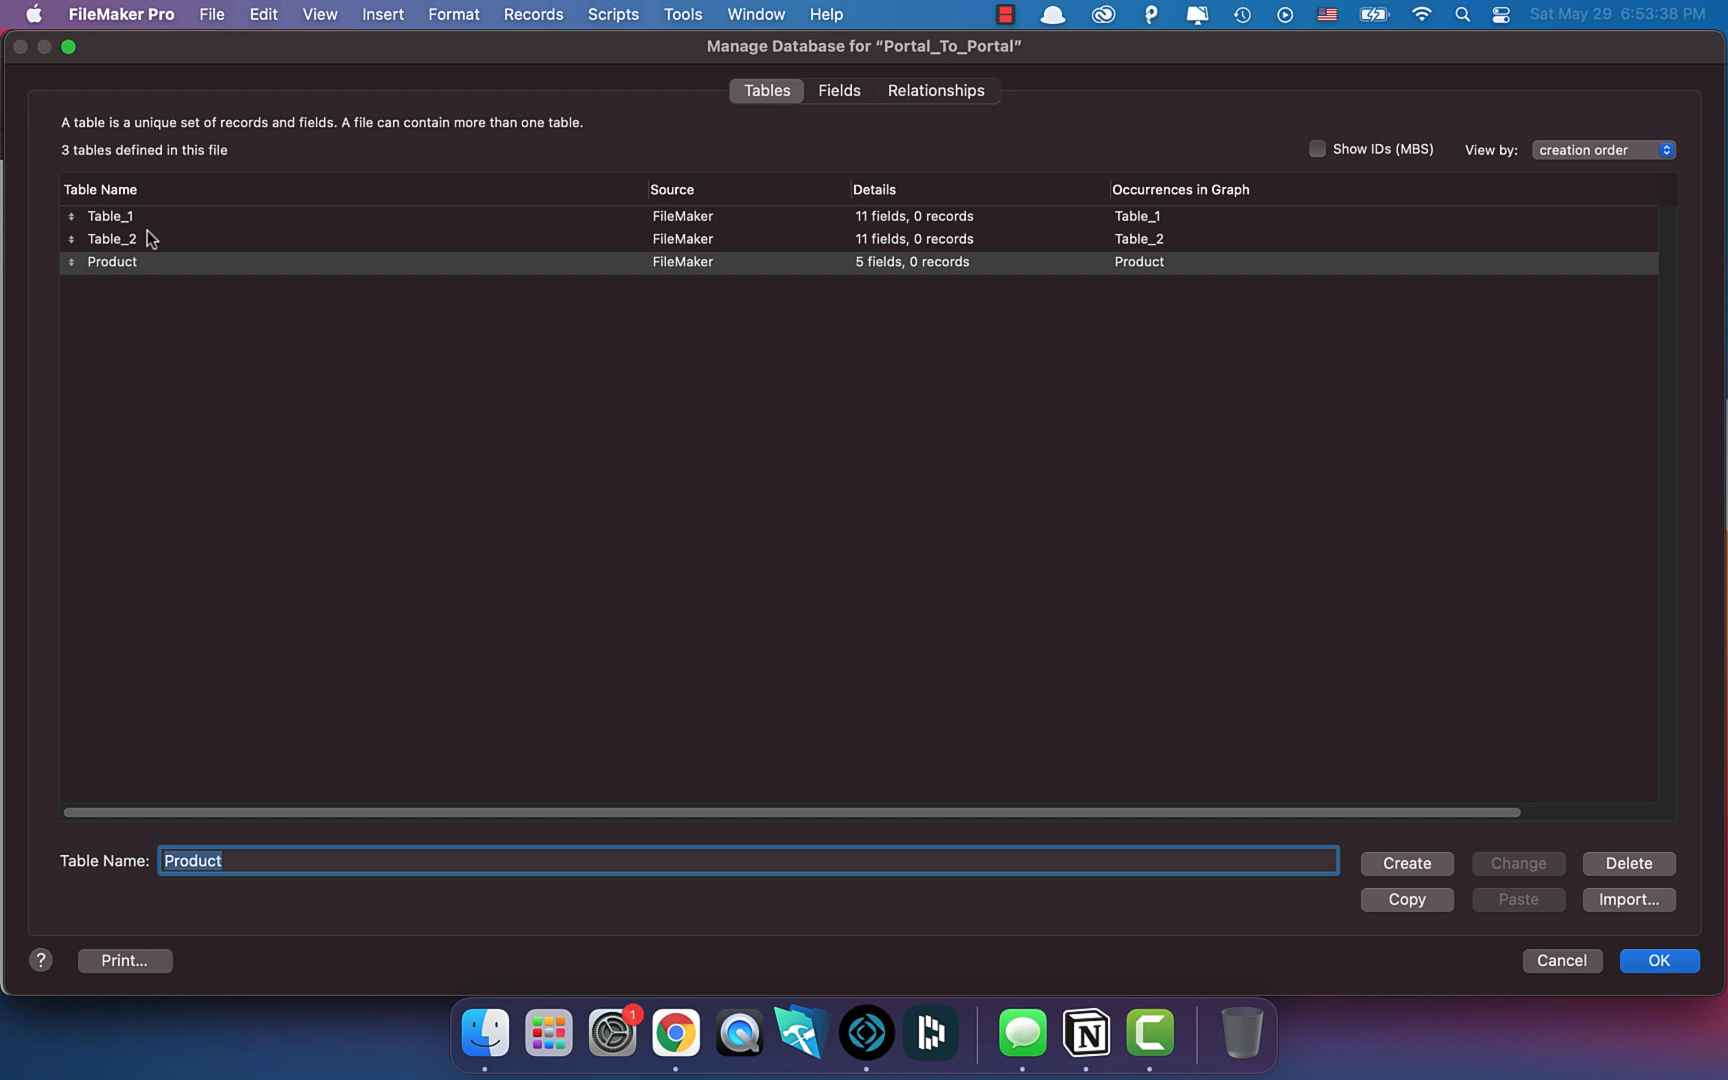 FileMaker Pro File Edit View Insert Format Records Scripts Tools Window Help Sat May 29 6:53:38 PM
Manage Database for “Portal_To_Portal”
Tables Fields Relationships
A table is a unique set of records and fields. A file can contain more than one table.
3 tables defined in this file
Show IDs (MBS) View by: creation order
Table Name Source Details Occurrences in Graph
Table_1 FileMaker 11 fields, 0 records Table_1
Table_2 FileMaker 11 fields, 0 records Table_2
Product FileMaker 5 fields, 0 records Product
Table Name: Product
Create Change Delete
Copy Paste Import...
? Print... Cancel OK
1